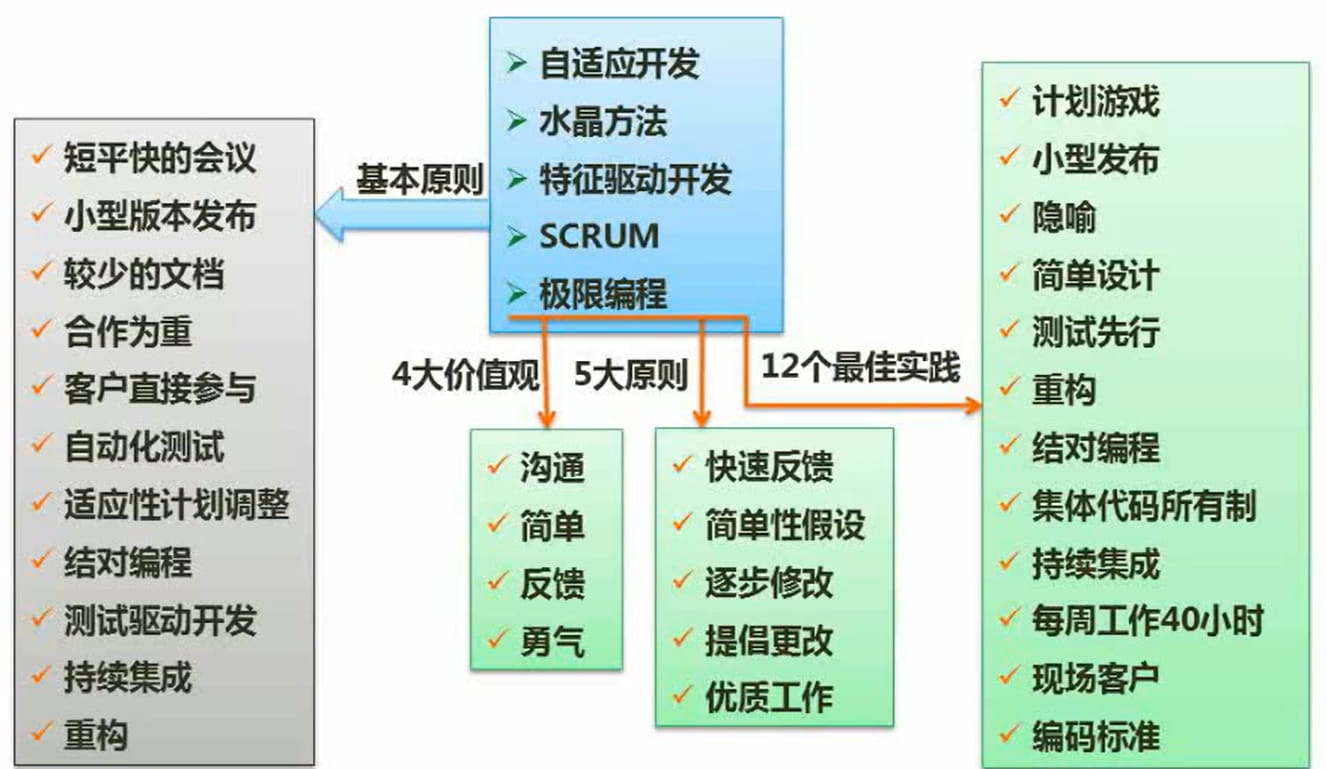 自适应开发
水晶方法
特征驱动开发
SCRUM
极限编程
基本原则
短平快的会议
小型版本发布
较少的文档
合作为重
客户直接参与
自动化测试
适应性计划调整
结对编程
测试驱动开发
持续集成
重构
4大价值观
沟通
简单
反馈
勇气
5大原则
快速反馈
简单性假设
逐步修改
提倡更改
优质工作
12个最佳实践
计划游戏
小型发布
隐喻
简单设计
测试先行
重构
结对编程
集体代码所有制
持续集成
每周工作40小时
现场客户
编码标准